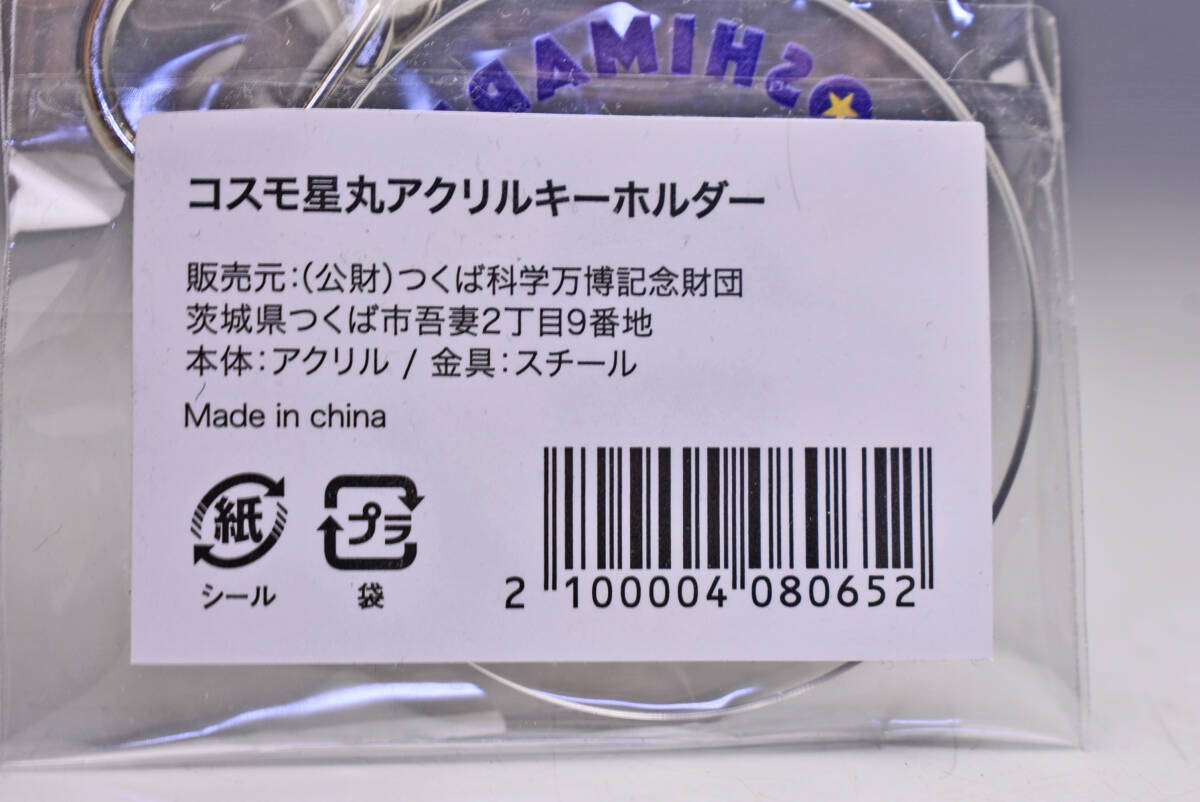 コスモ星丸アクリルキーホルダー
販売元：(公財)つくば科学万博記念財団
茨城県つくば市吾妻2丁目9番地
本体：アクリル / 金具：スチール
Made in china
紙
シール
プラ
袋
2 100004 080652